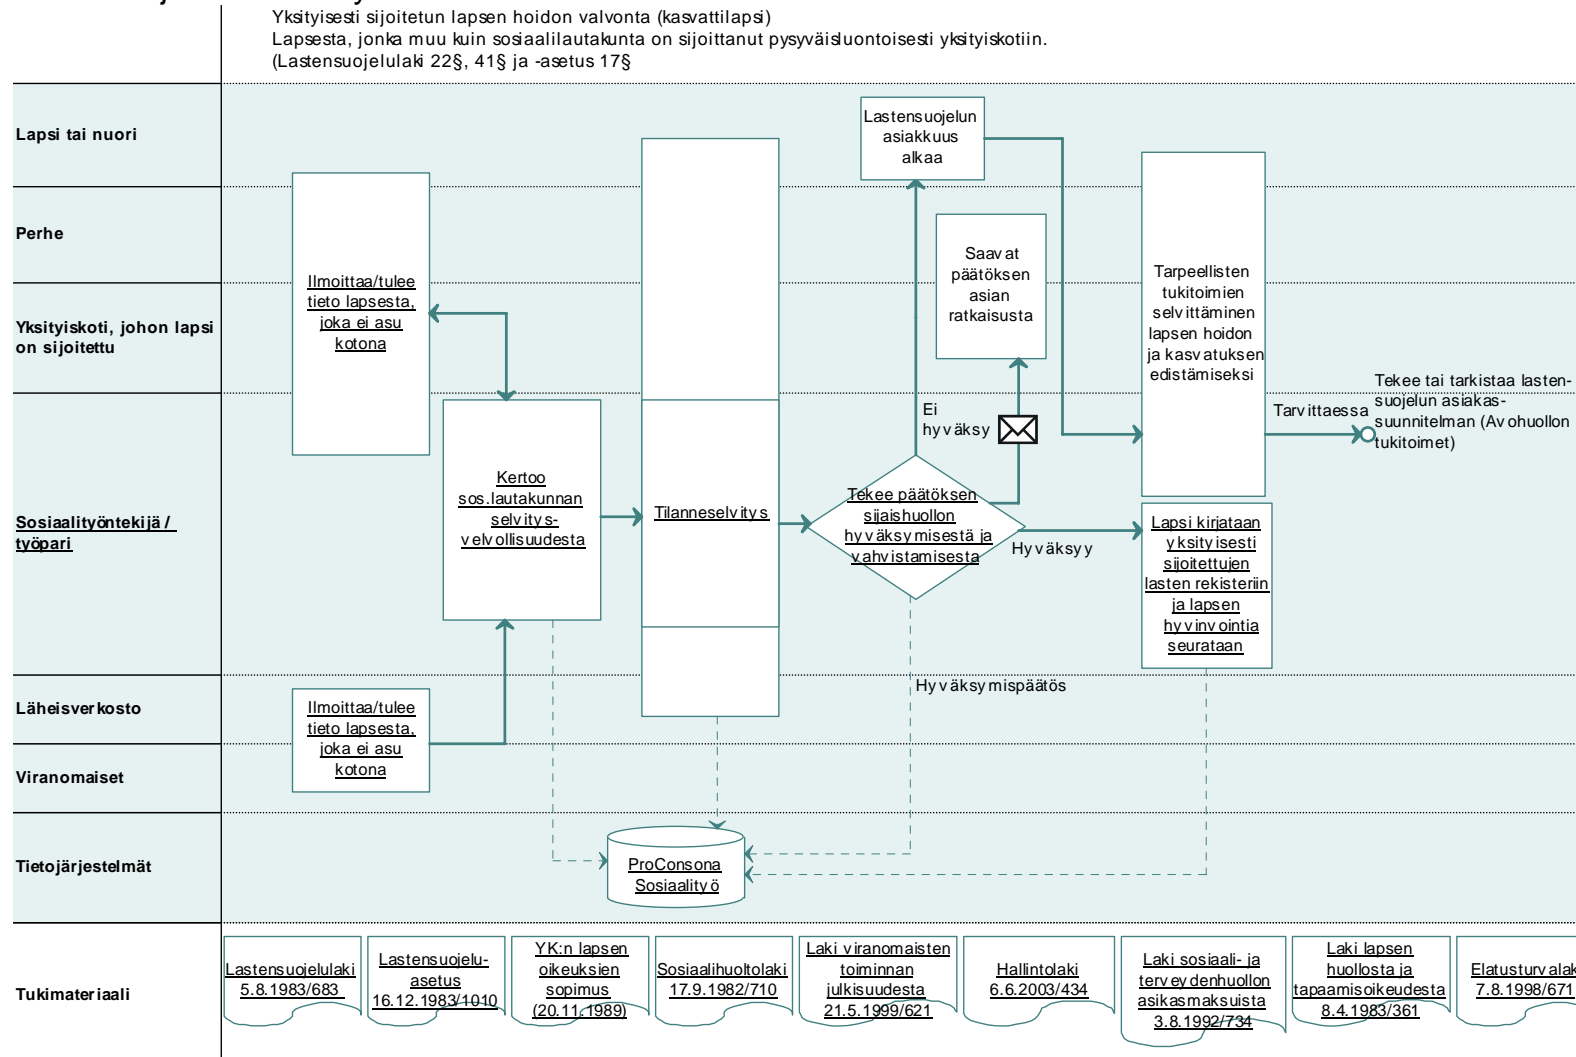 Yksityisesti sijoitetun lapsen hoidon valvonta (kasvattilapsi)
Lapsesta, jonka muu kuin sosiaalilautakunta on sijoittanut pysyväisluontoisesti yksityiskotiin.
(Lastensuojelulaki 22§, 41§ ja -asetus 17§
Lapsi tai nuori
Perhe
Yksityiskoti, johon lapsi
on sijoitettu
Sosiaalityöntekijä /
työpari
Läheisverkosto
Viranomaiset
Tietojärjestelmät
Tukimateriaali
Ilmoittaa/tulee
tieto lapsesta,
joka ei asu
kotona
Ilmoittaa/tulee
tieto lapsesta,
joka ei asu
kotona
Kertoo
sos.lautakunnan
selvitys-
velvollisuudesta
Tilanneselvitys
Tekee päätöksen
sijaishuollon
hyväksymisestä ja
vahvistamisesta
Ei
hyväksy
Hyväksyy
Hyväksymispäätös
Lastensuojelun
asiakkuus
alkaa
Saavat
päätöksen
asian
ratkaisusta
Tarpeellisten
tukitoimien
selvittäminen
lapsen hoidon
ja kasvatuksen
edistämiseksi
Tarvittaessa
Tekee tai tarkistaa lasten-
suojelun asiakas-
suunnitelman (Avohuollon
tukitoimet)
Lapsi kirjataan
yksityisesti
sijoitettujen
lasten rekisteriin
ja lapsen
hyvinvointia
seurataan
ProConsona
Sosiaalityö
Lastensuojelulaki
5.8.1983/683
Lastensuojelu-
asetus
16.12.1983/1010
YK:n lapsen
oikeuksien
sopimus
(20.11.1989)
Sosiaalihuoltolaki
17.9.1982/710
Laki viranomaisten
toiminnan
julkisuudesta
21.5.1999/621
Hallintolaki
6.6.2003/434
Laki sosiaali- ja
terveydenhuollon
asikasmaksuista
3.8.1992/734
Laki lapsen
huollosta ja
tapaamisoikeudesta
8.4.1983/361
Elatusturvalak
7.8.1998/671